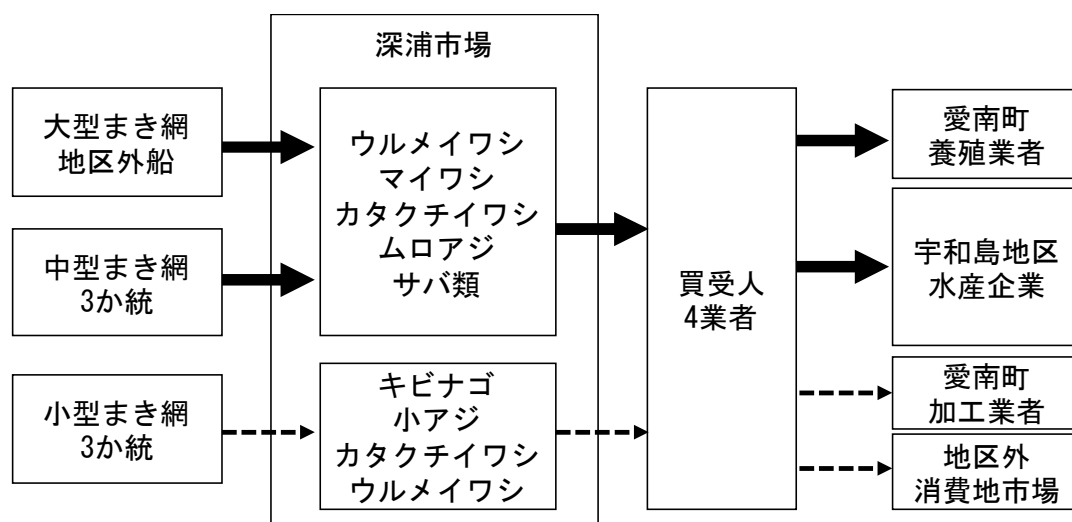 深浦市場
大型まき網
地区外船
中型まき網
3か統
小型まき網
3か統
ウルメイワシ
マイワシ
カタクチイワシ
ムロアジ
サバ類
キビナゴ
小アジ
カタクチイワシ
ウルメイワシ
買受人
4業者
愛南町
養殖業者
宇和島地区
水産企業
愛南町
加工業者
地区外
消費地市場